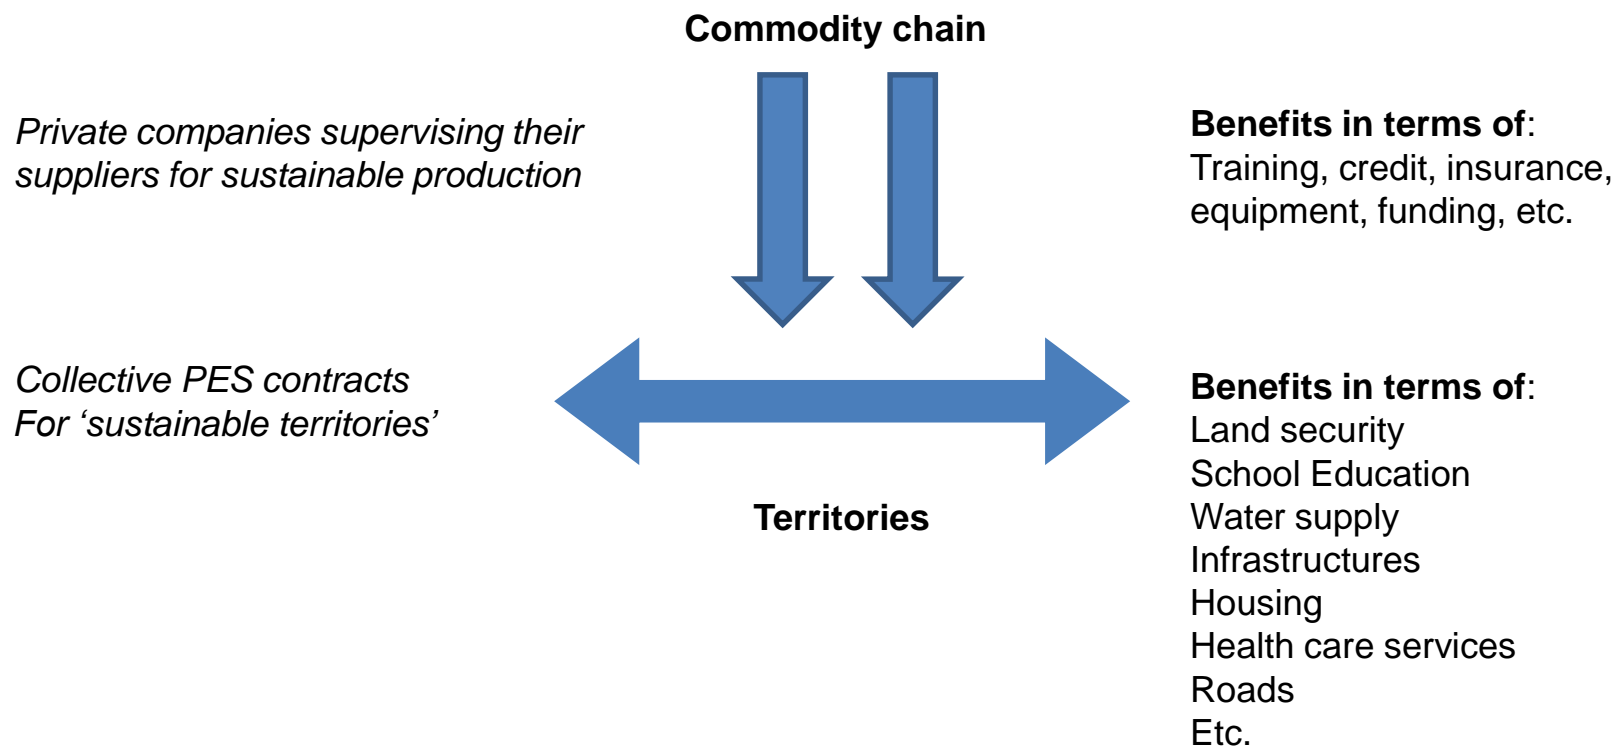 Commodity chain
Private companies supervising their
suppliers for sustainable production
Benefits in terms of:
Training, credit, insurance,
equipment, funding, etc.
Collective PES contracts
For ‘sustainable territories’
Benefits in terms of:
Land security
School Education
Water supply
Infrastructures
Housing
Health care services
Roads
Etc.
Territories